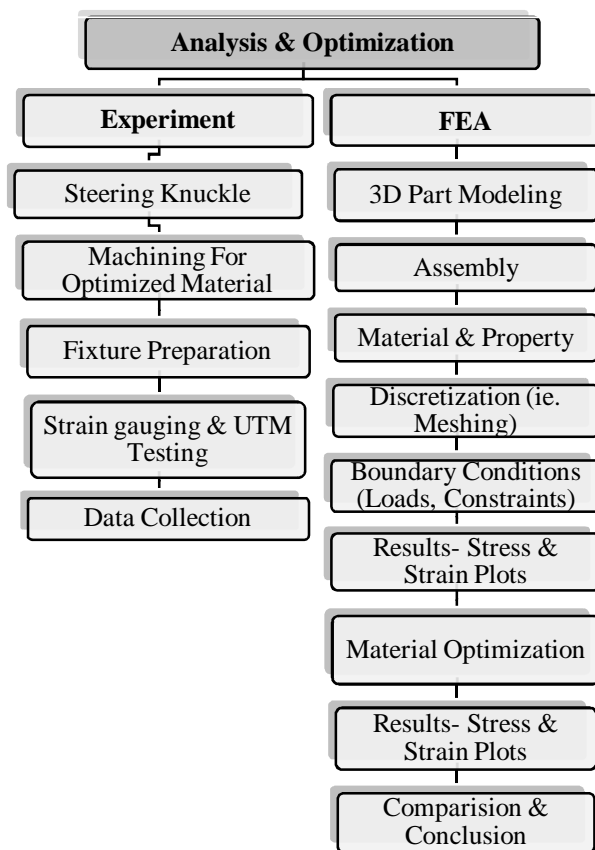 Analysis & Optimization
Experiment
Steering Knuckle
Machining For
Optimized Material
Fixture Preparation
Strain gauging & UTM
Testing
Data Collection
FEA
3D Part Modeling
Assembly
Material & Property
Discretization (ie.
Meshing)
Boundary Conditions
(Loads, Constraints)
Results- Stress &
Strain Plots
Material Optimization
Results- Stress &
Strain Plots
Comparision &
Conclusion